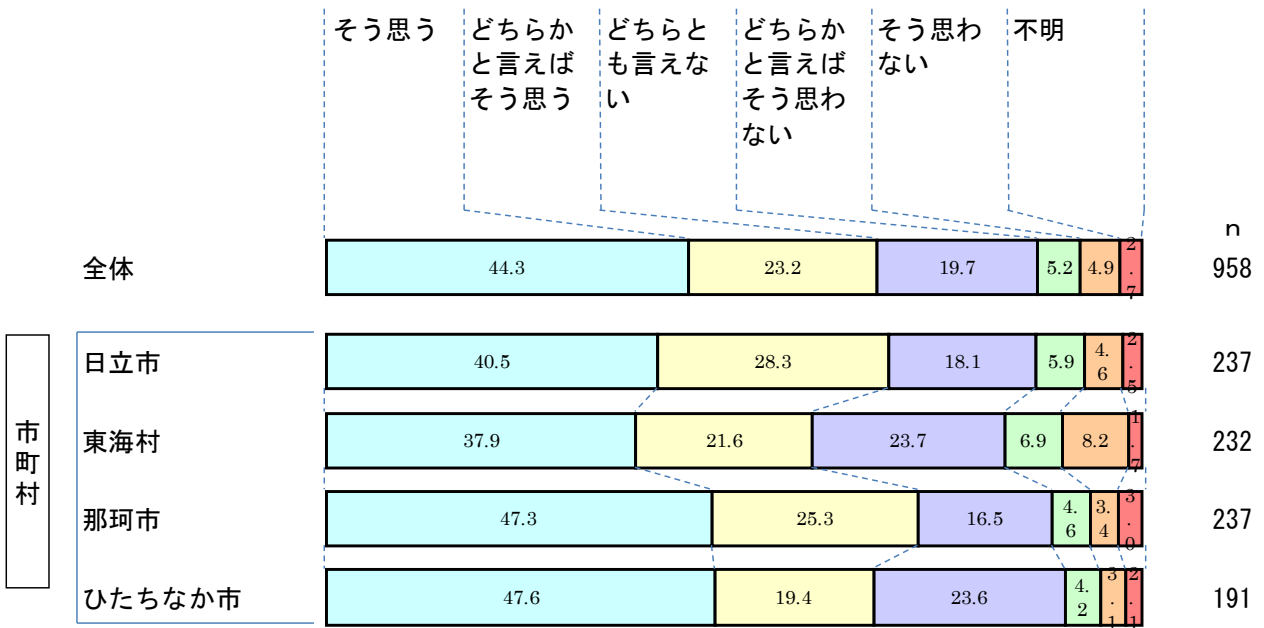 そう思う
どちらか
と言えば
そう思う
どちらと
も言えな
い
どちらか
と言えば
そう思わ
ない
そう思わ
ない
不明
n
全体 44.3 23.2 19.7 5.2 4.9 2.7 958
市町村
日立市 40.5 28.3 18.1 5.9 4.6 2.5 237
東海村 37.9 21.6 23.7 6.9 8.2 1.7 232
那珂市 47.3 25.3 16.5 4.6 3.4 3.0 237
ひたちなか市 47.6 19.4 23.6 4.2 3.1 2.1 191